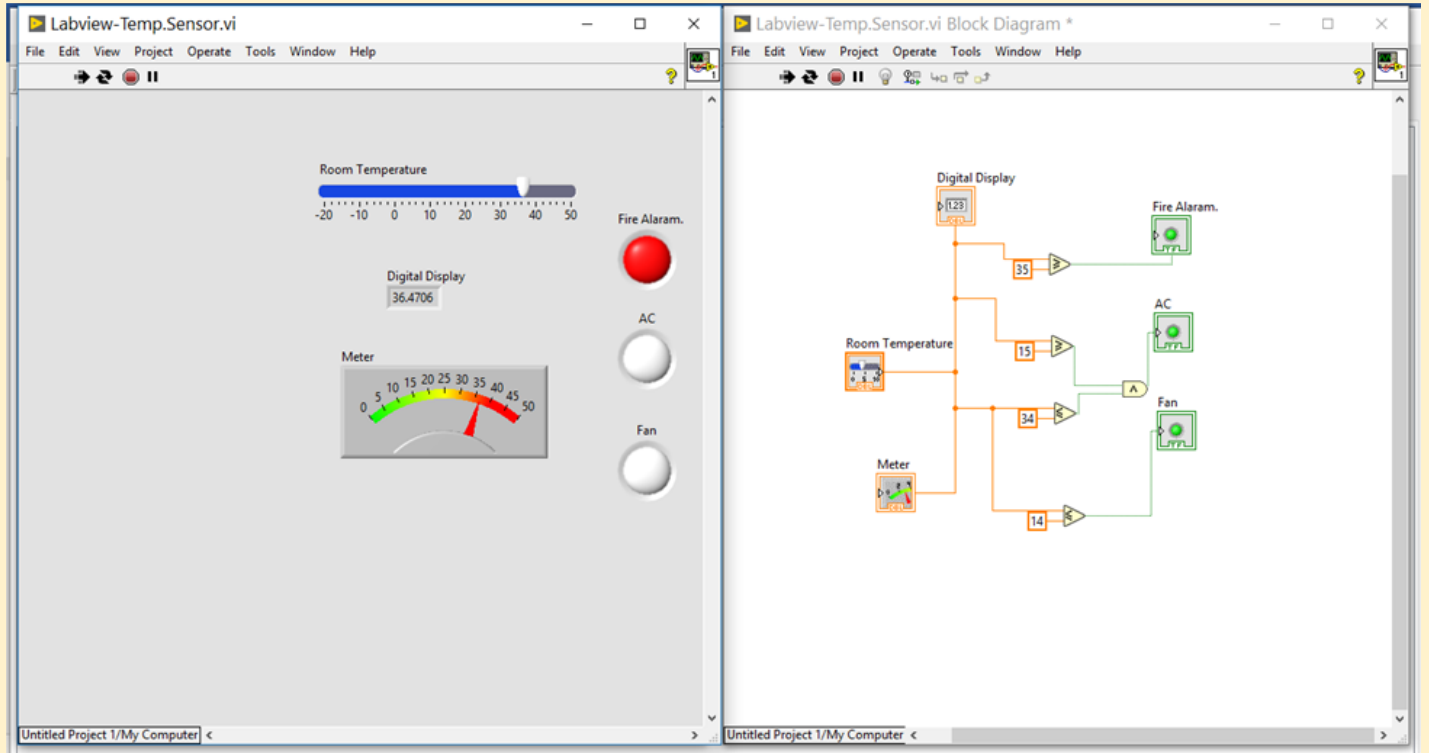 Labview-Temp.Sensor.vi
File Edit View Project Operate Tools Window Help
Room Temperature
-20 -10 0 10 20 30 40 50
Fire Alaram.
Digital Display
36.4706
AC
Meter
0 5 10 15 20 25 30 35 40 45 50
Fan
Untitled Project 1/My Computer
Labview-Temp.Sensor.vi Block Diagram *
File Edit View Project Operate Tools Window Help
Digital Display
1.23
Fire Alaram.
35
AC
Room Temperature
15
34
Fan
Meter
14
Untitled Project 1/My Computer